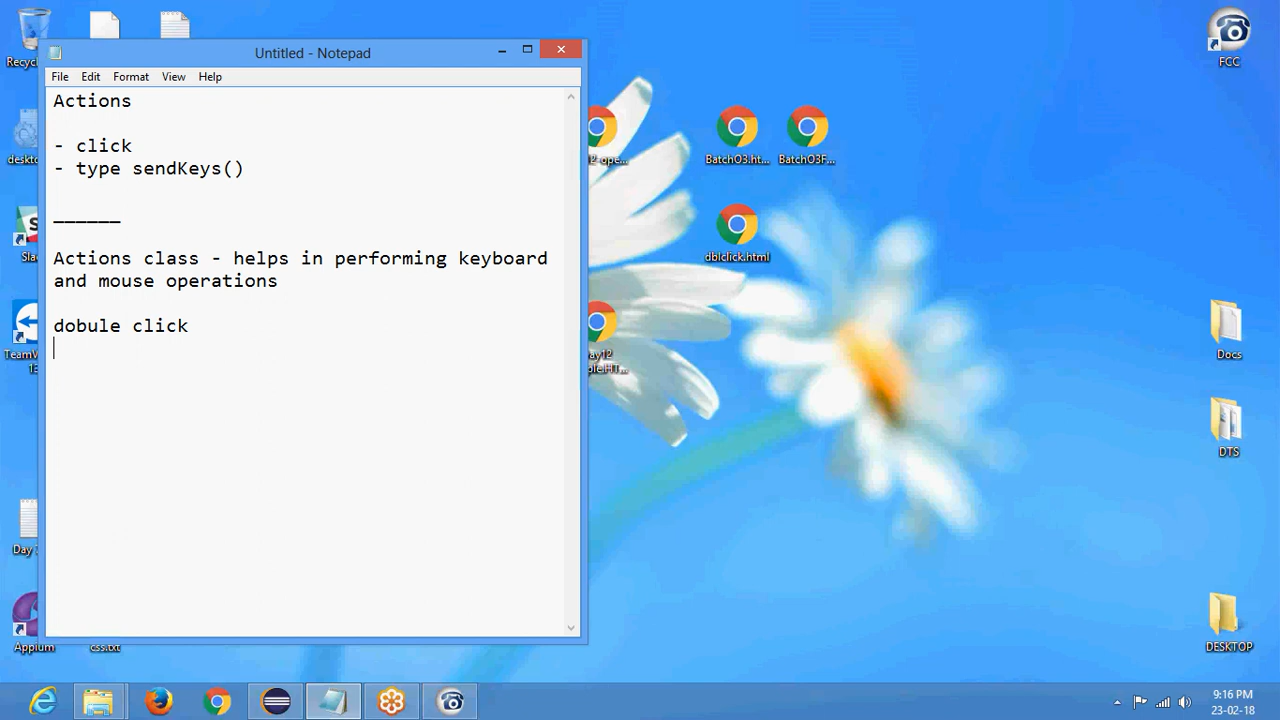 Untitled - Notepad
File Edit Format View Help
Actions
- click
- type sendKeys()
______
Actions class - helps in performing keyboard
and mouse operations
dobule click
FCC
BatchO3.ht...
BatchO3F...
dblclick.html
Docs
DTS
DESKTOP
Appium
css.txt
9:16 PM
23-02-18